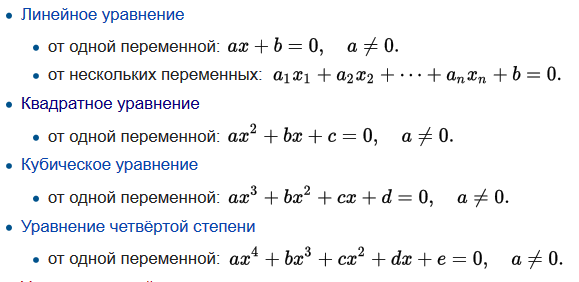 Линейное уравнение
от одной переменной: ax + b = 0, a ≠ 0.
от нескольких переменных: a₁x₁ + a₂x₂ + ⋯ + aₙxₙ + b = 0.
Квадратное уравнение
от одной переменной: ax² + bx + c = 0, a ≠ 0.
Кубическое уравнение
от одной переменной: ax³ + bx² + cx + d = 0, a ≠ 0.
Уравнение четвёртой степени
от одной переменной: ax⁴ + bx³ + cx² + dx + e = 0, a ≠ 0.